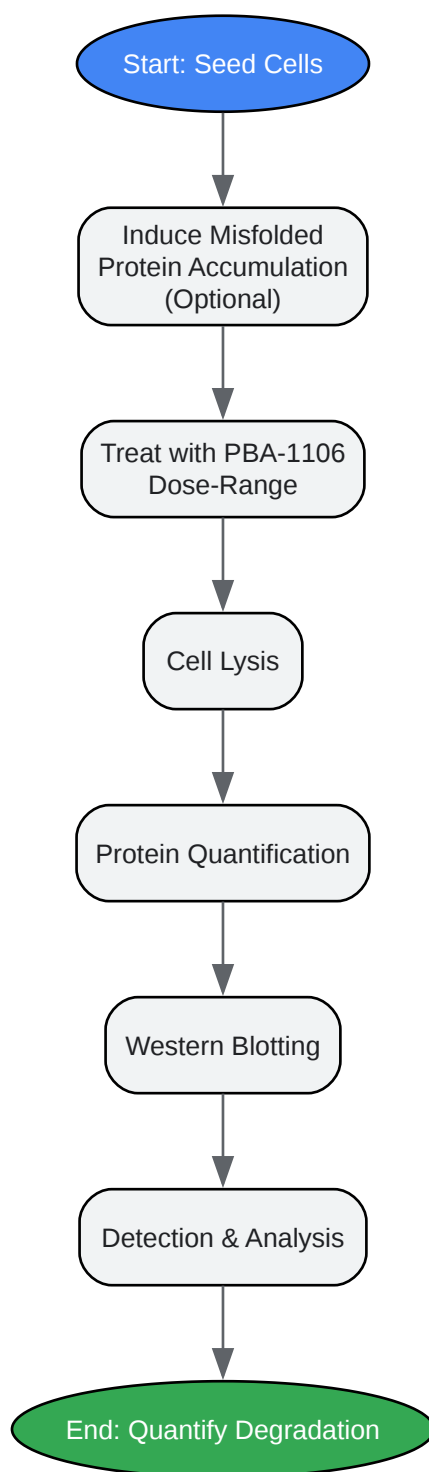 Start: Seed Cells
Induce Misfolded
Protein Accumulation
(Optional)
Treat with PBA-1106
Dose-Range
Cell Lysis
Protein Quantification
Western Blotting
Detection & Analysis
End: Quantify Degradation